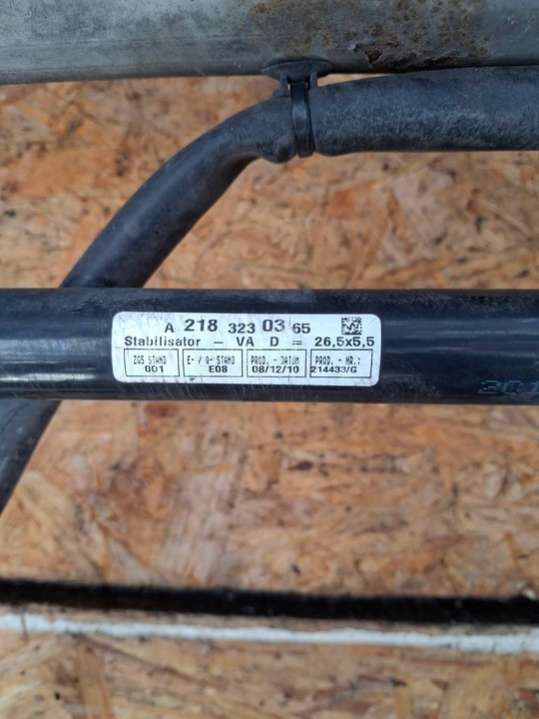 A 218 323 03 65
Stabilisator - VA D = 26,5x5,5
ZGS STAND E- / Q- STAND PROD. - DATUM PROD. - NR.:
001 E08 08/12/10 214433/G